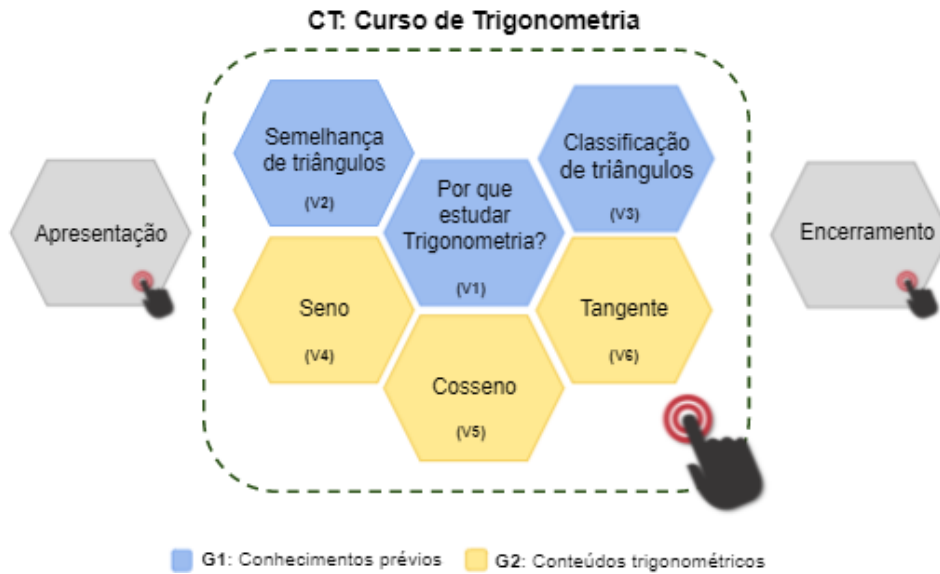 CT: Curso de Trigonometria
Apresentação
Semelhança
de triângulos
(V2)
Por que
estudar
Trigonometria?
(V1)
Classificação
de triângulos
(V3)
Seno
(V4)
Cosseno
(V5)
Tangente
(V6)
Encerramento
G1: Conhecimentos prévios
G2: Conteúdos trigonométricos